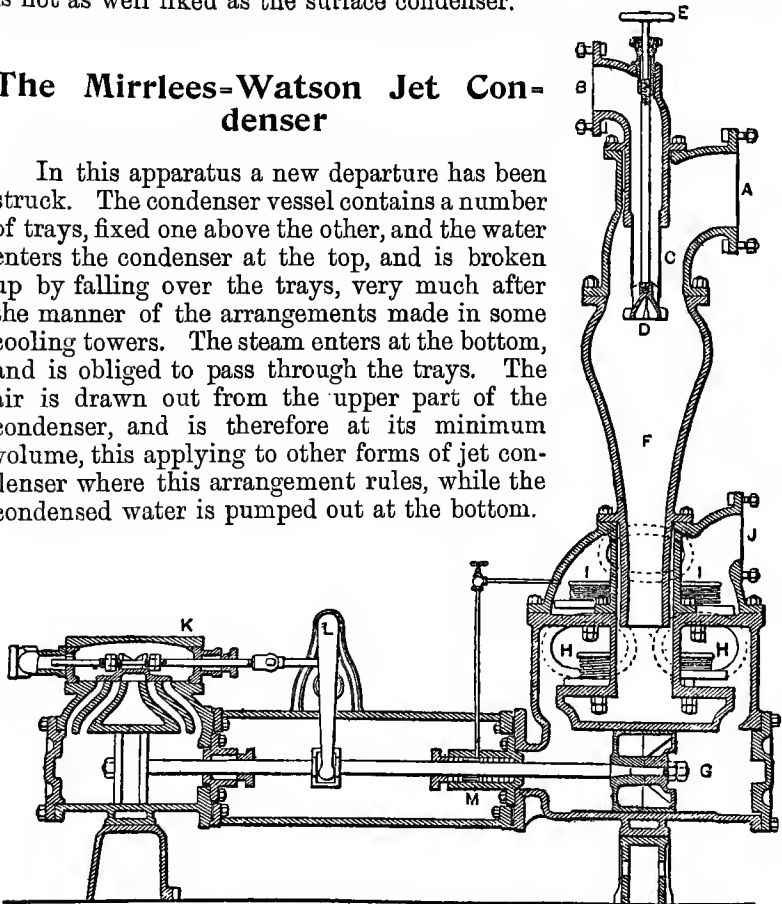 is not as well liked as the surface condenser.
The Mirrlees=Watson Jet Con=
denser
In this apparatus a new departure has been
struck. The condenser vessel contains a number
of trays, fixed one above the other, and the water
enters the condenser at the top, and is broken
up by falling over the trays, very much after
the manner of the arrangements made in some
cooling towers. The steam enters at the bottom,
and is obliged to pass through the trays. The
air is drawn out from the upper part of the
condenser, and is therefore at its minimum
volume, this applying to other forms of jet con-
denser where this arrangement rules, while the
condensed water is pumped out at the bottom.
E
B
A
C
D
F
J
I I
K
L
H H
G
M